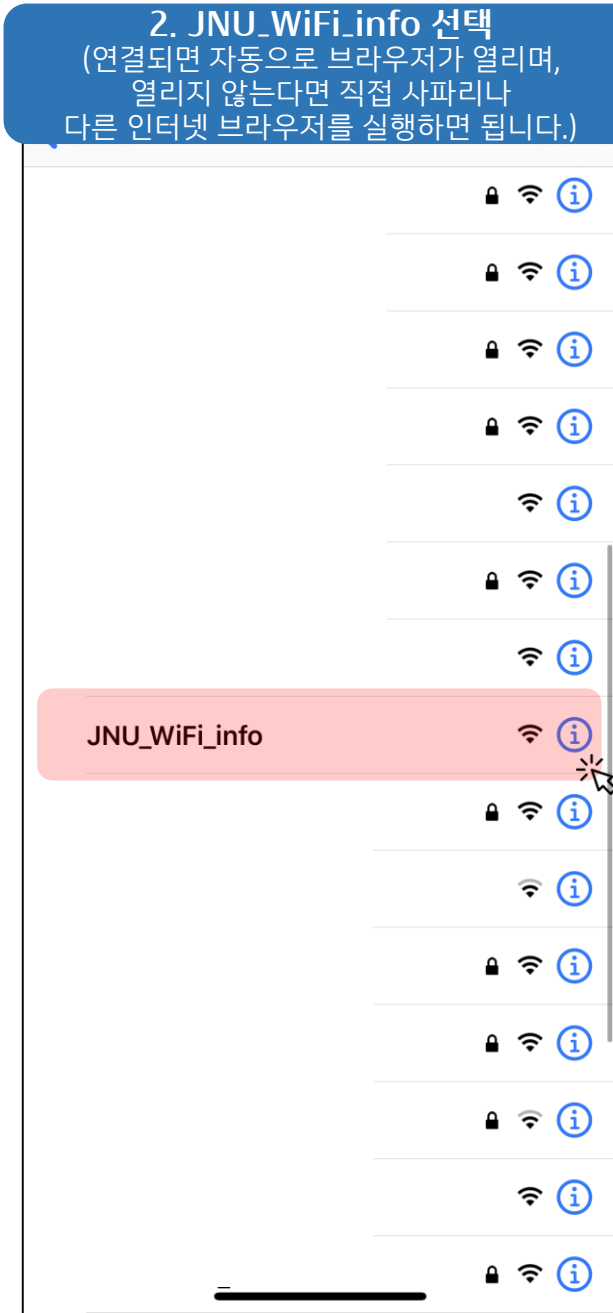 2. JNU_WiFi_info 선택
(연결되면 자동으로 브라우저가 열리며,
열리지 않는다면 직접 사파리나
다른 인터넷 브라우저를 실행하면 됩니다.)
JNU_WiFi_info